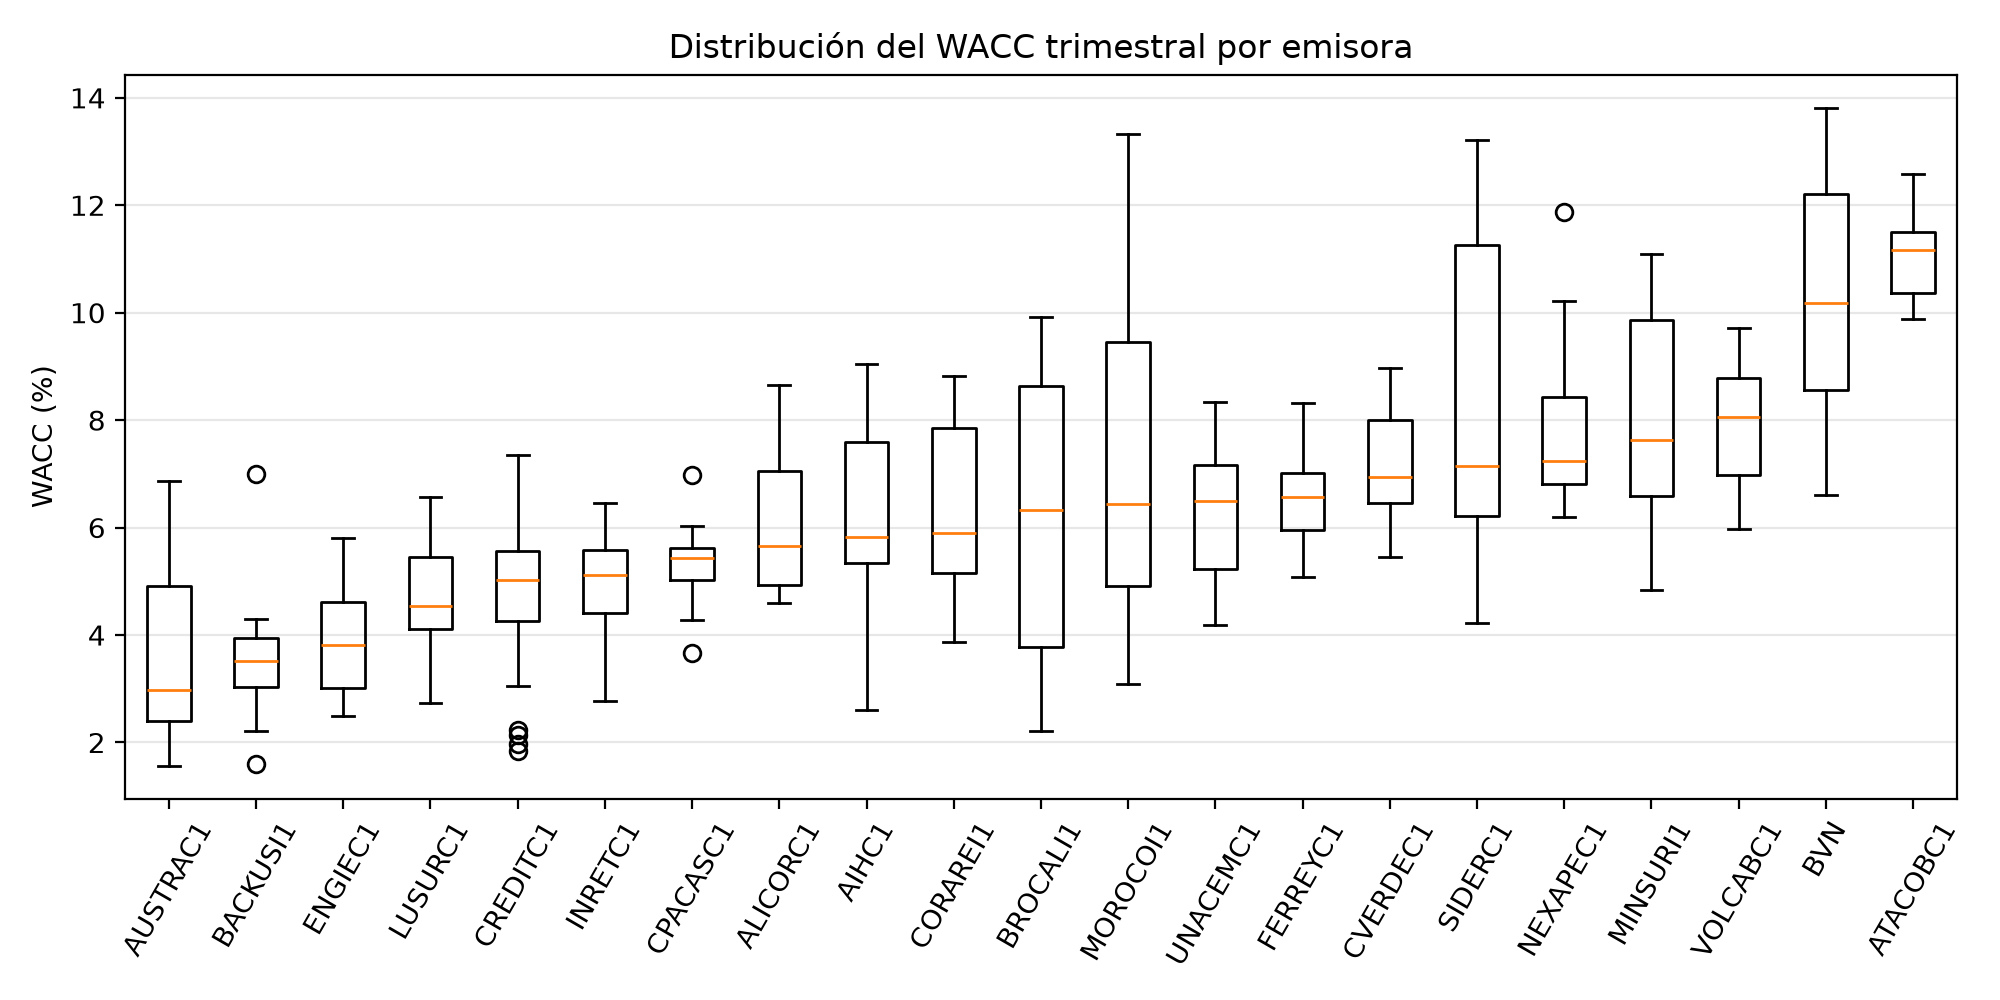 Distribución del WACC trimestral por emisora
WACC (%)
14
12
10
8
6
4
2
AUSTRAC1
BACKUSI1
ENGIEC1
LUSURC1
CREDITC1
INRETC1
CPACASC1
ALICORC1
AIHC1
CORAREI1
BROCALI1
MOROCOI1
UNACEMC1
FERREYC1
CVERDEC1
SIDERC1
NEXAPEC1
MINSURI1
VOLCABC1
BVN
ATACOBC1